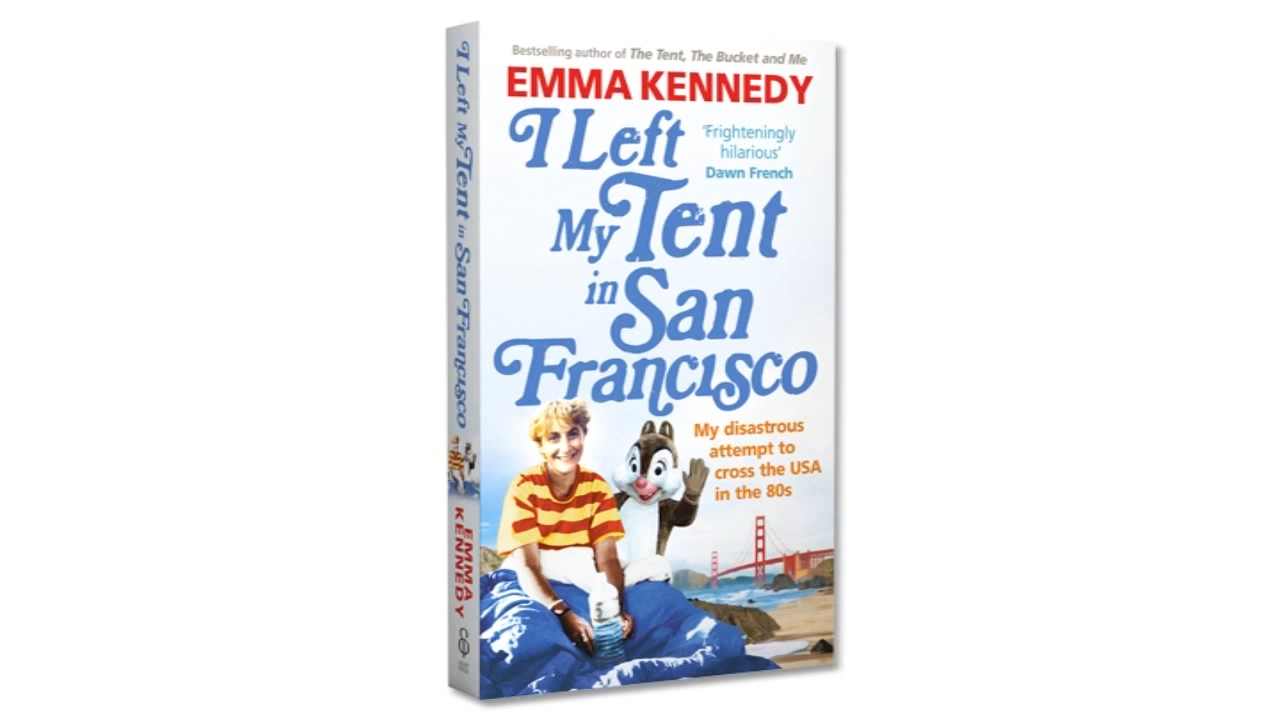 Bestselling author of The Tent, The Bucket and Me
EMMA KENNEDY
I Left
'Frighteningly
hilarious'
Dawn French
My Tent
in San
Francisco
My disastrous
attempt to
cross the USA
in the 80s
I Left My Tent in San Francisco
EMMA
KENNEDY